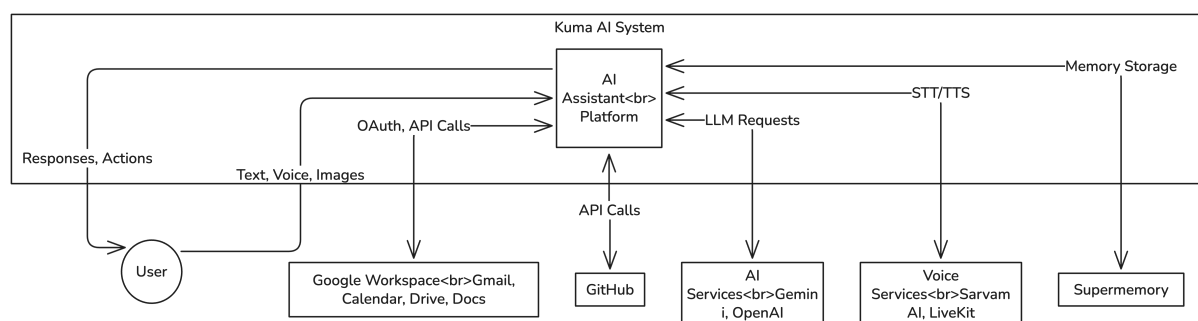 Kuma AI System
AI
Assistant<br>
Platform
Memory Storage
STT/TTS
LLM Requests
OAuth, API Calls
Responses, Actions
Text, Voice, Images
API Calls
User
Google Workspace<br>Gmail,
Calendar, Drive, Docs
GitHub
AI
Services<br>Gemin
i, OpenAI
Voice
Services<br>Sarvam
AI, LiveKit
Supermemory